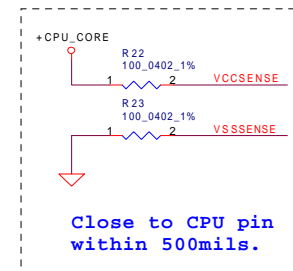 +CPU_CORE
R22
100_0402_1%
1 2 VCCSENSE
R23
100_0402_1%
1 2 VSSSENSE
Close to CPU pin
within 500mils.